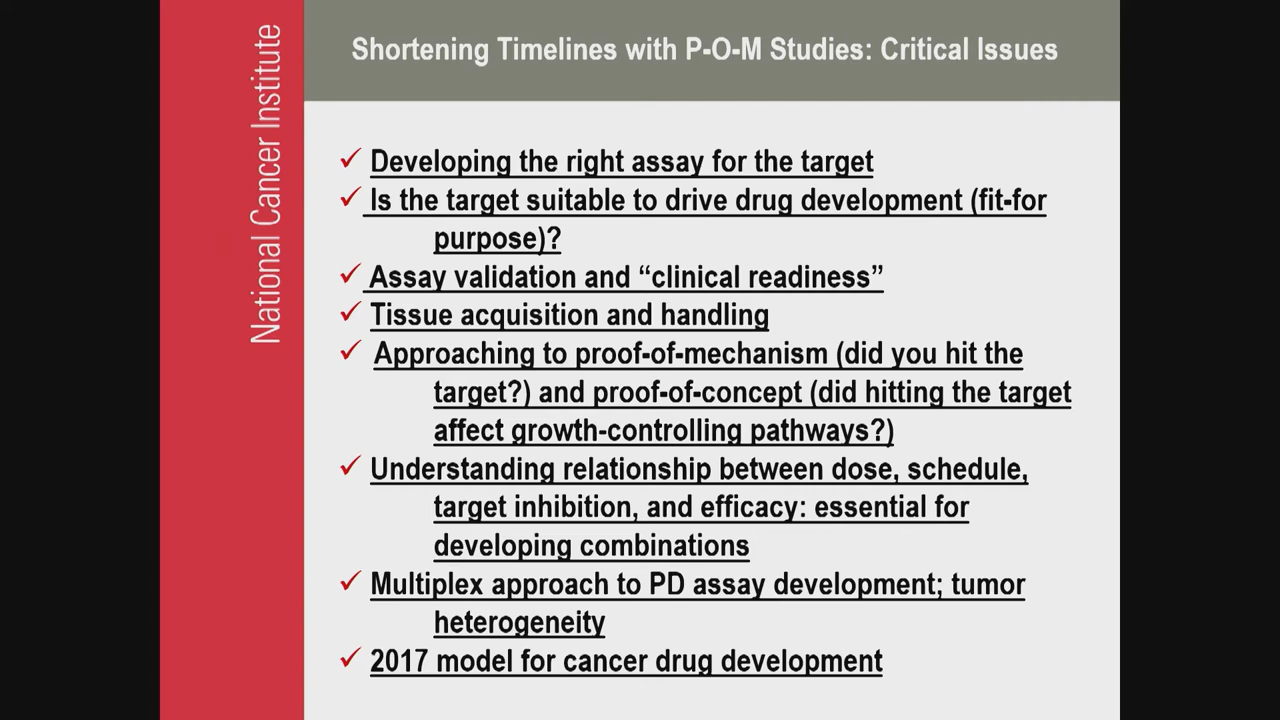 National Cancer Institute
Shortening Timelines with P-O-M Studies: Critical Issues
✓ Developing the right assay for the target
✓ Is the target suitable to drive drug development (fit-for
purpose)?
✓ Assay validation and “clinical readiness”
✓ Tissue acquisition and handling
✓ Approaching to proof-of-mechanism (did you hit the
target?) and proof-of-concept (did hitting the target
affect growth-controlling pathways?)
✓ Understanding relationship between dose, schedule,
target inhibition, and efficacy: essential for
developing combinations
✓ Multiplex approach to PD assay development; tumor
heterogeneity
✓ 2017 model for cancer drug development